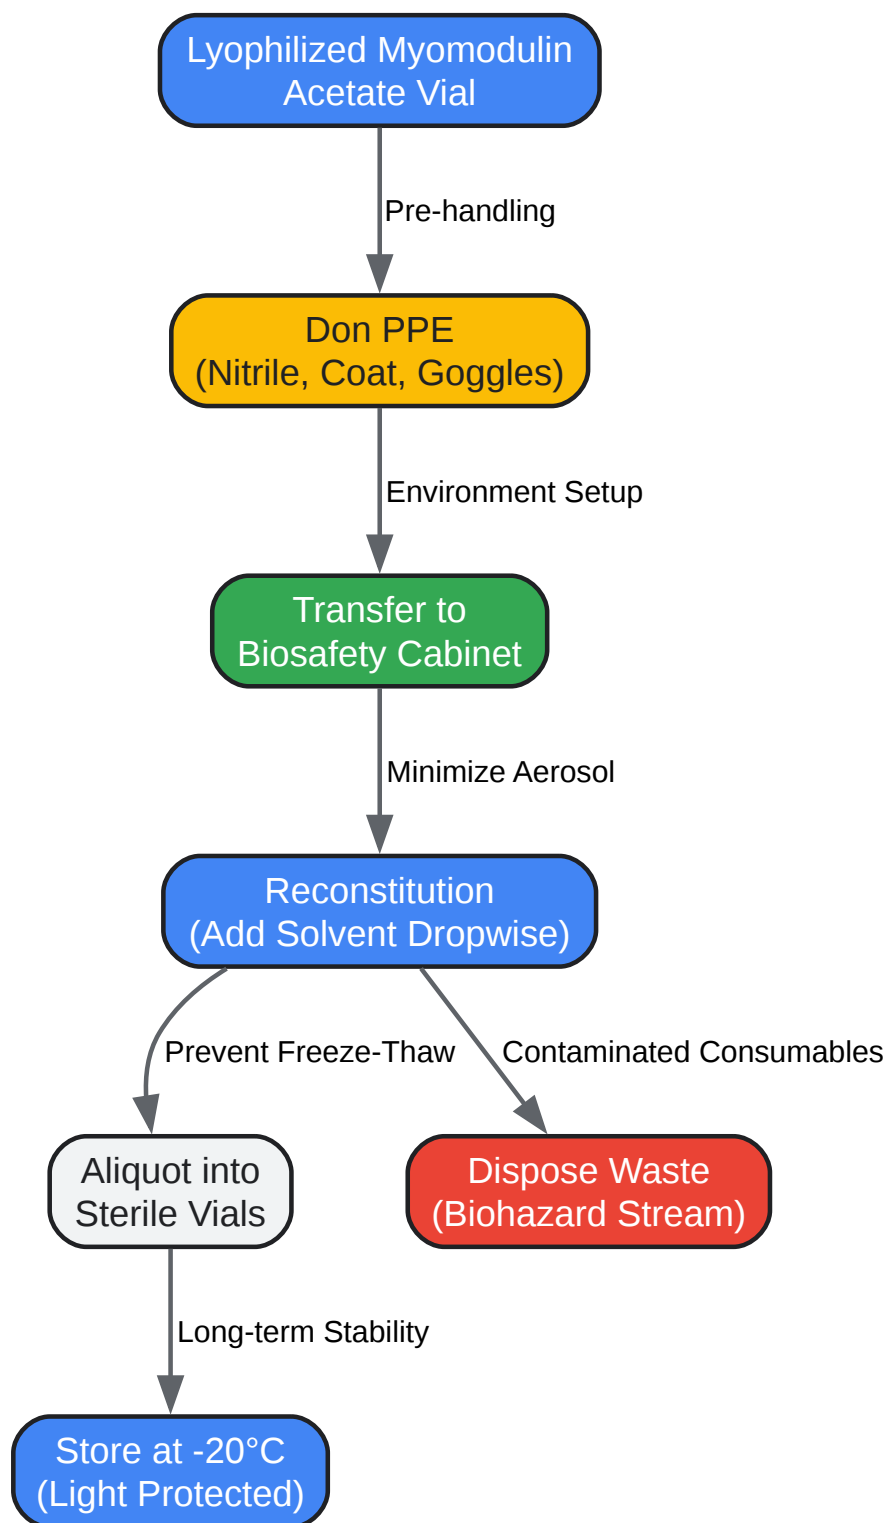 Lyophilized Myomodulin
Acetate Vial
Pre-handling
Don PPE
(Nitrile, Coat, Goggles)
Environment Setup
Transfer to
Biosafety Cabinet
Minimize Aerosol
Reconstitution
(Add Solvent Dropwise)
Prevent Freeze-Thaw
Contaminated Consumables
Aliquot into
Sterile Vials
Dispose Waste
(Biohazard Stream)
Long-term Stability
Store at -20°C
(Light Protected)